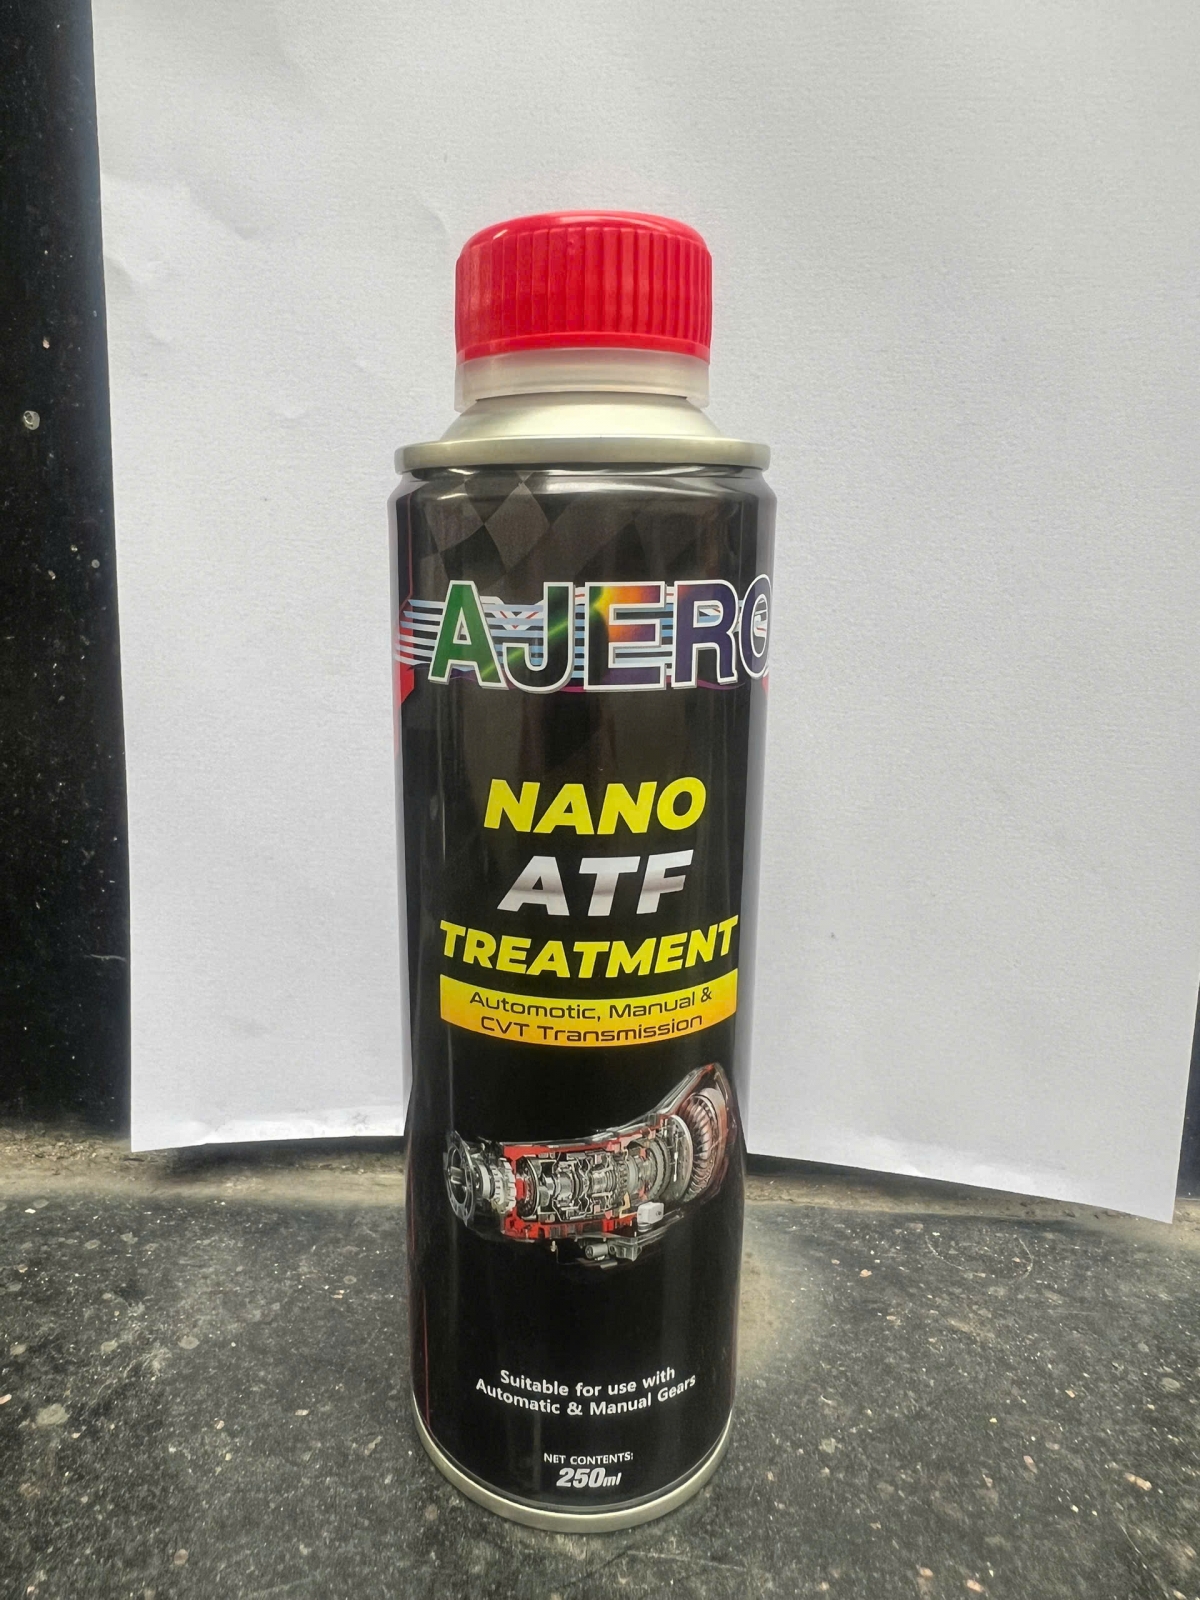 AJERO
NANO
ATF
TREATMENT
Automotic, Manual &
CVT Transmission
Suitable for use with
Automatic & Manual Gears
NET CONTENTS:
250ml